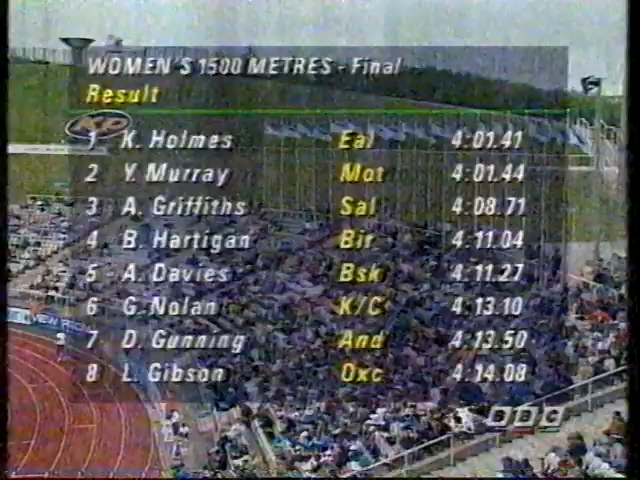 WOMEN'S 1500 METRES - Final
Result
1 K. Holmes Eal 4:01.41
2 Y. Murray Mot 4:01.44
3 A. Griffiths Sal 4:08.71
4 B. Hartigan Bir 4:11.04
5 A. Davies Bsk 4:11.27
6 G. Nolan K/C 4:13.10
7 D. Gunning And 4:13.50
8 L. Gibson Oxc 4:14.08